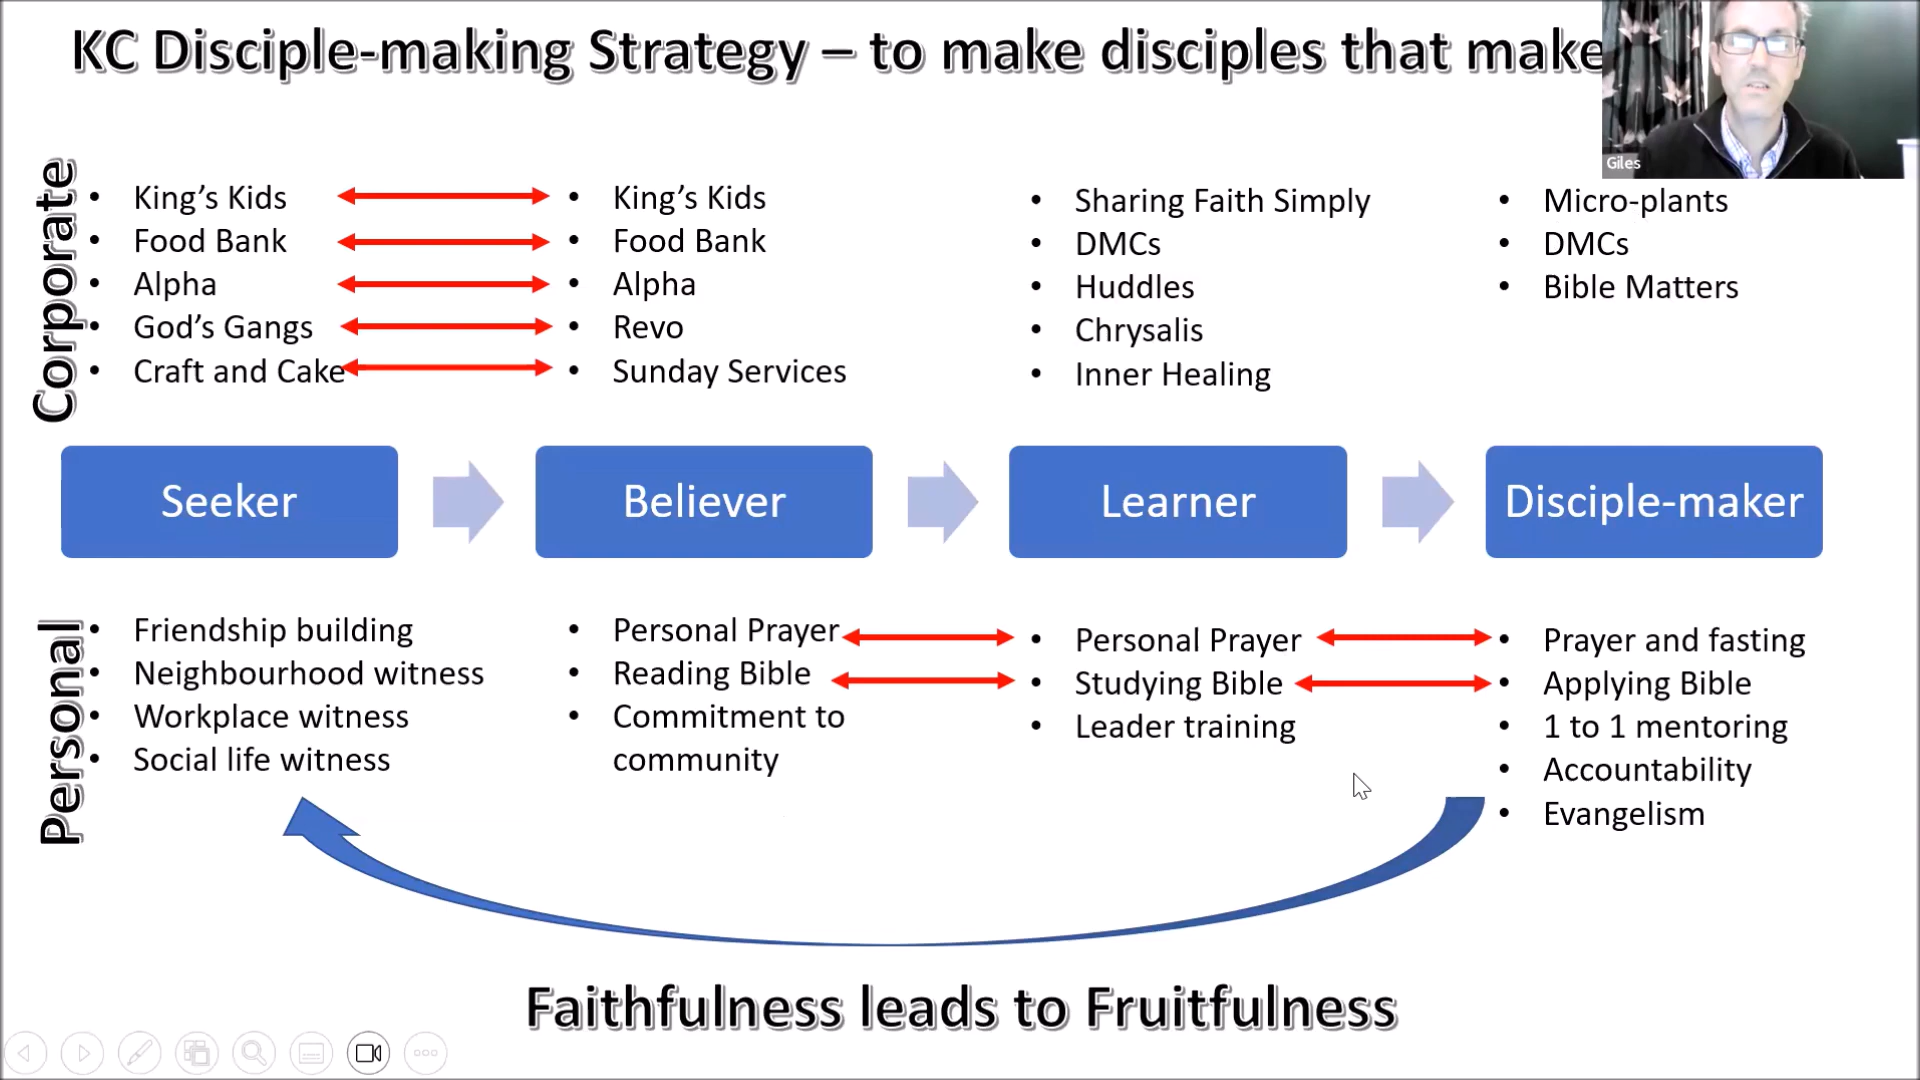 KC Disciple-making Strategy – to make disciples that make
Giles
Corporate
• King's Kids
• Food Bank
• Alpha
• God's Gangs
• Craft and Cake
• King's Kids
• Food Bank
• Alpha
• Revo
• Sunday Services
• Sharing Faith Simply
• DMCs
• Huddles
• Chrysalis
• Inner Healing
• Micro-plants
• DMCs
• Bible Matters
Seeker
Believer
Learner
Disciple-maker
Personal
• Friendship building
• Neighbourhood witness
• Workplace witness
• Social life witness
• Personal Prayer
• Reading Bible
• Commitment to
community
• Personal Prayer
• Studying Bible
• Leader training
• Prayer and fasting
• Applying Bible
• 1 to 1 mentoring
• Accountability
• Evangelism
Faithfulness leads to Fruitfulness